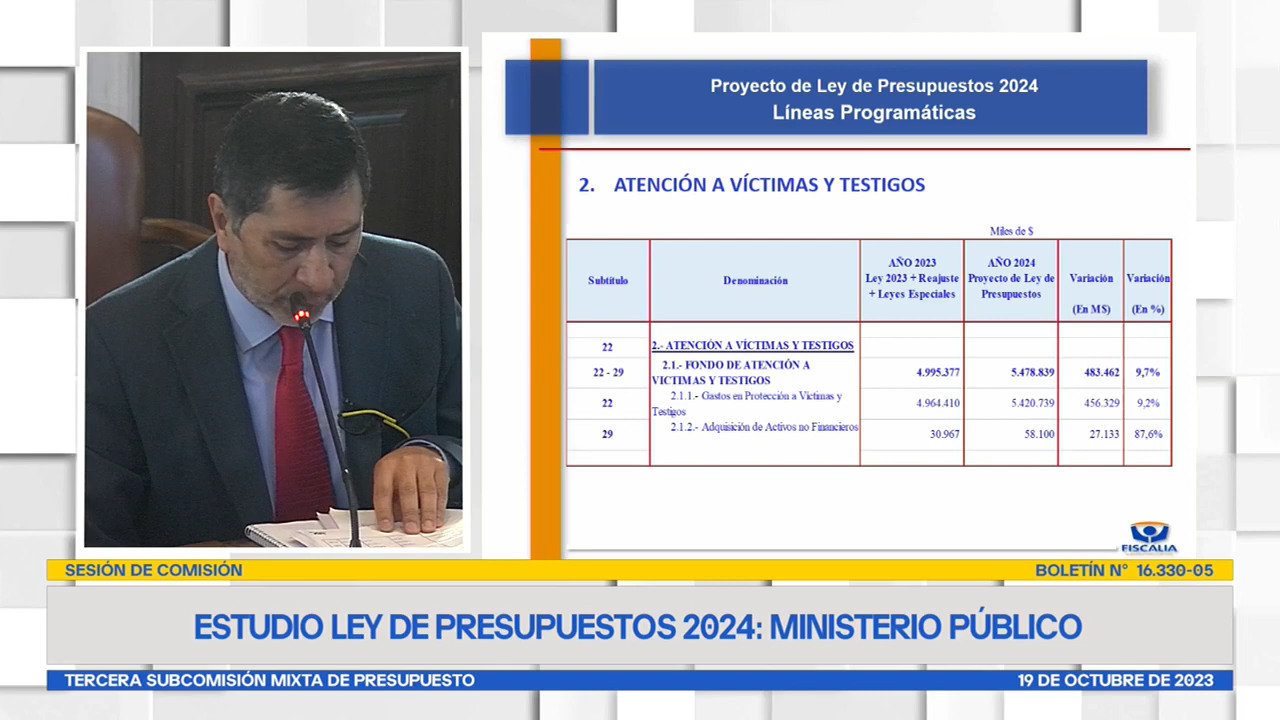 Proyecto de Ley de Presupuestos 2024
Líneas Programáticas
2. ATENCIÓN A VÍCTIMAS Y TESTIGOS
Miles de $
Subtítulo
Denominación
AÑO 2023
Ley 2023 + Reajuste
+ Leyes Especiales
AÑO 2024
Proyecto de Ley de
Presupuestos
Variación
(En M$)
Variación
(En %)
22
2.- ATENCIÓN A VÍCTIMAS Y TESTIGOS
22 - 29
2.1.- FONDO DE ATENCIÓN A
VICTIMAS Y TESTIGOS
4.995.377
5.478.839
483.462
9,7%
22
2.1.1.- Gastos en Protección a Víctimas y
Testigos
4.964.410
5.420.739
456.329
9,2%
29
2.1.2.- Adquisición de Activos no Financieros
30.967
58.100
27.133
87,6%
FISCALIA
SESIÓN DE COMISIÓN
BOLETÍN N° 16.330-05
ESTUDIO LEY DE PRESUPUESTOS 2024: MINISTERIO PÚBLICO
TERCERA SUBCOMISIÓN MIXTA DE PRESUPUESTO
19 DE OCTUBRE DE 2023